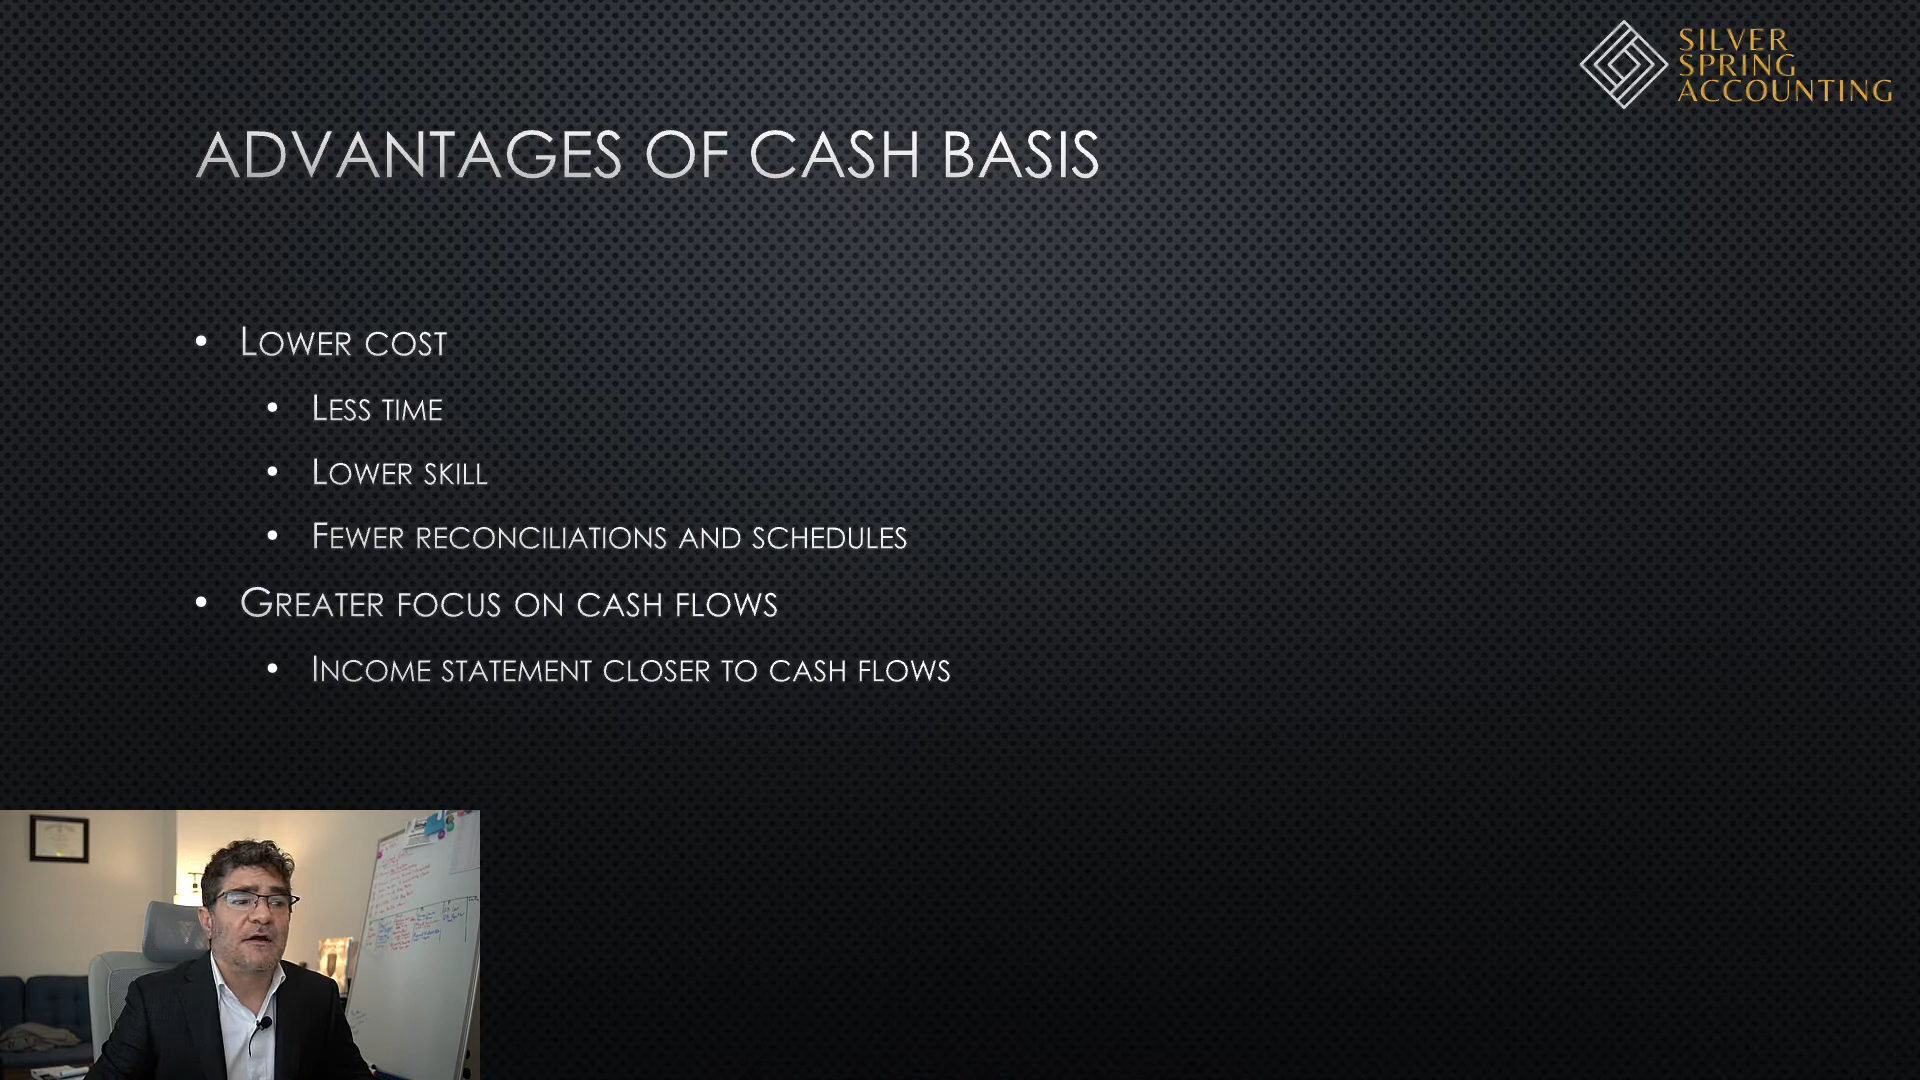 SILVER
SPRING
ACCOUNTING
ADVANTAGES OF CASH BASIS
• LOWER COST
• LESS TIME
• LOWER SKILL
• FEWER RECONCILIATIONS AND SCHEDULES
• GREATER FOCUS ON CASH FLOWS
• INCOME STATEMENT CLOSER TO CASH FLOWS